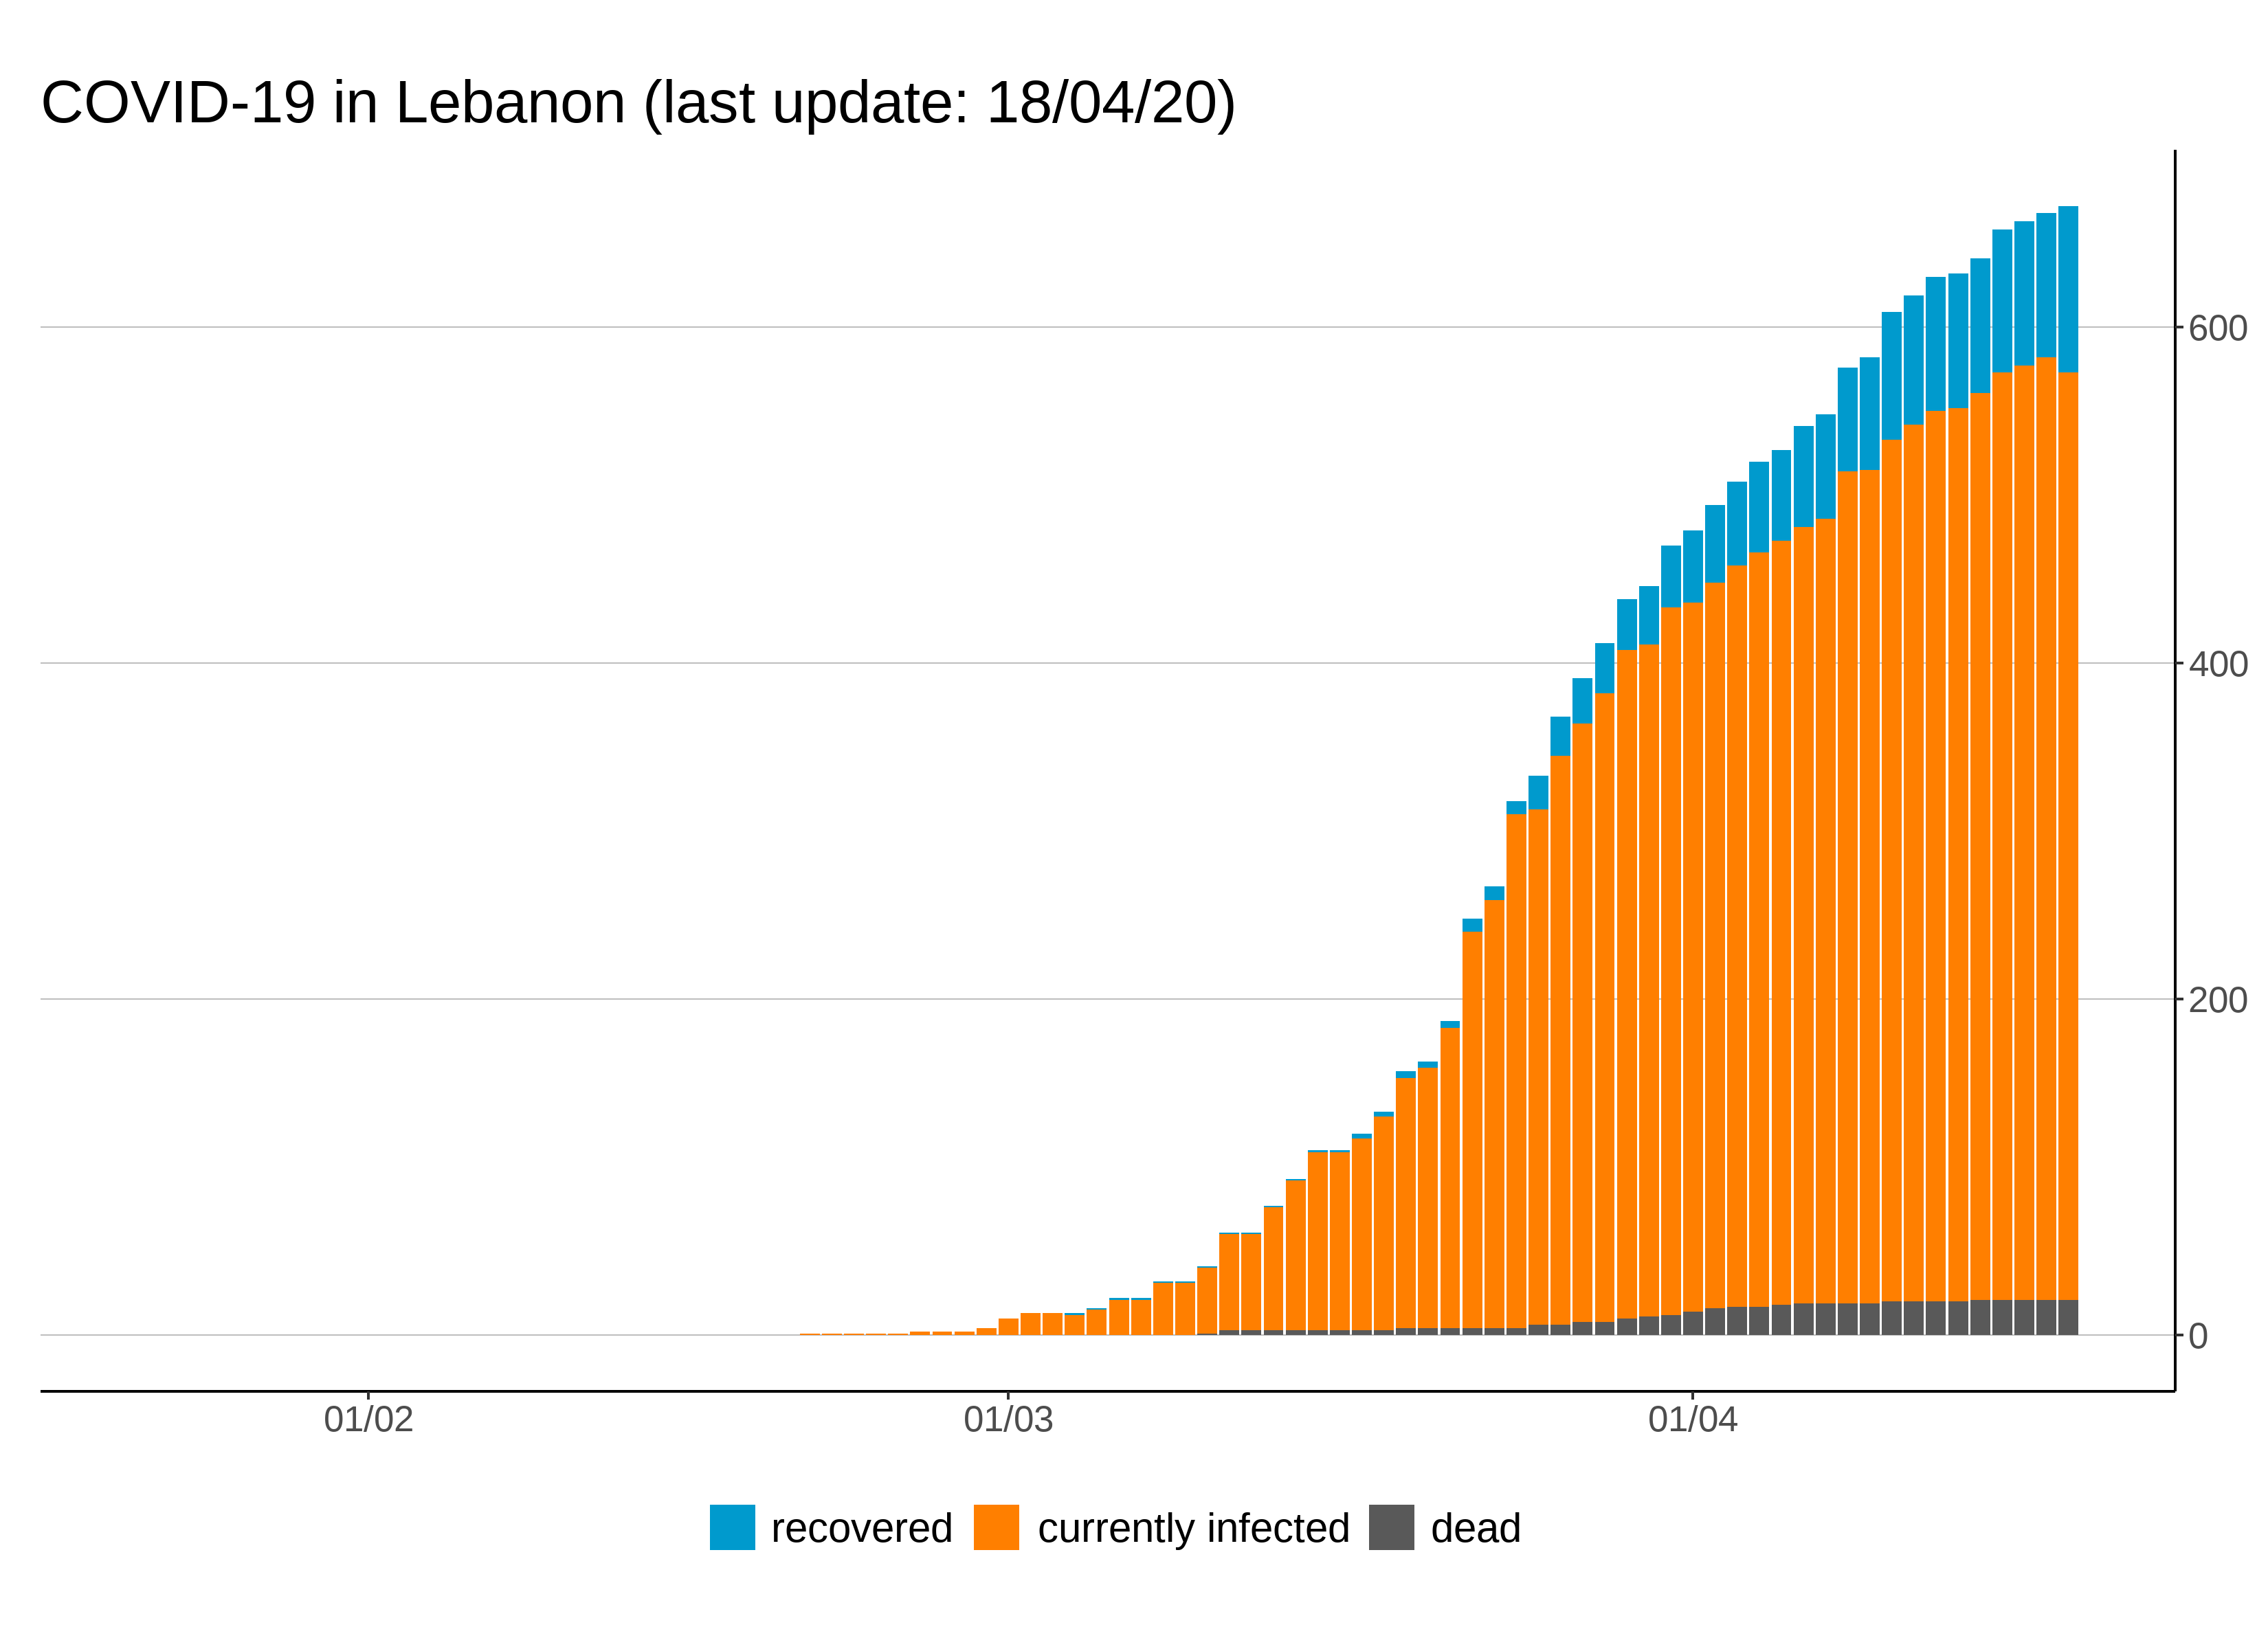 COVID-19 in Lebanon (last update: 18/04/20)
600
400
200
0
01/02 01/03 01/04
recovered currently infected dead